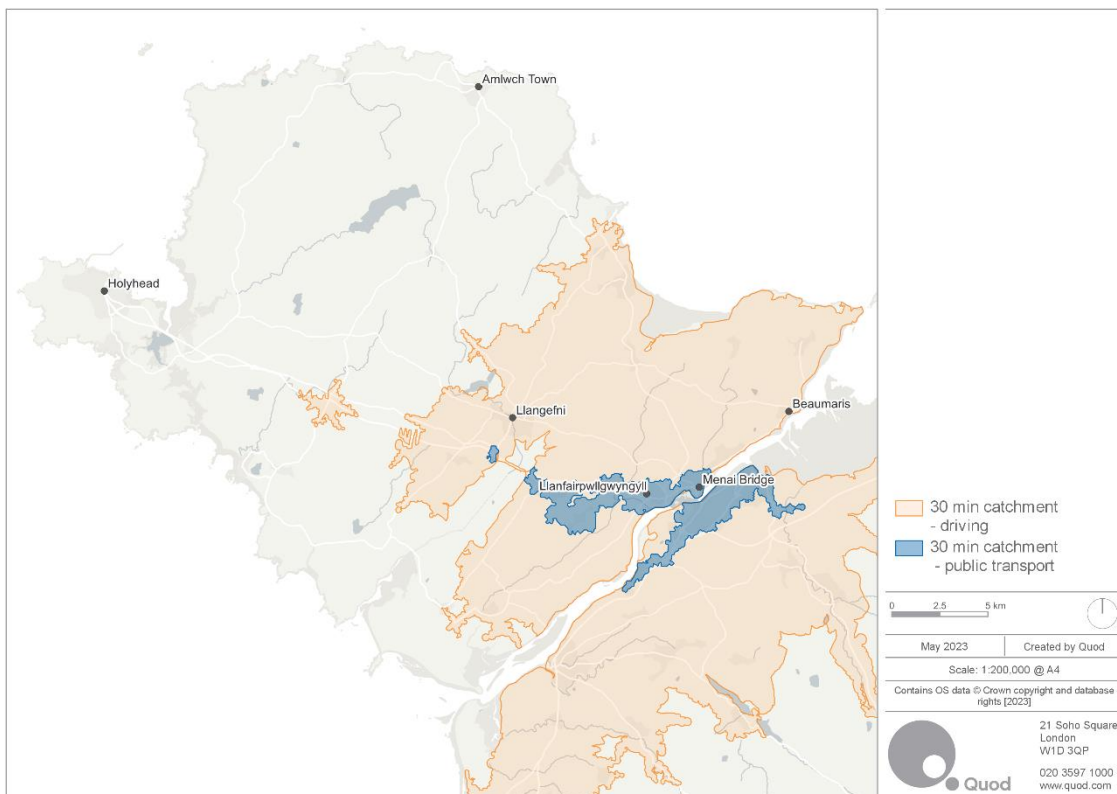 Amlwch Town
Holyhead
Llangefni
Beaumaris
Llanfairpwllgwyngyll
Menai Bridge
30 min catchment
- driving
30 min catchment
- public transport
0 2.5 5 km
May 2023
Created by Quod
Scale: 1:200,000 @ A4
Contains OS data © Crown copyright and database
rights [2023]
21 Soho Square
London
W1D 3QP
020 3597 1000
www.quod.com
Quod